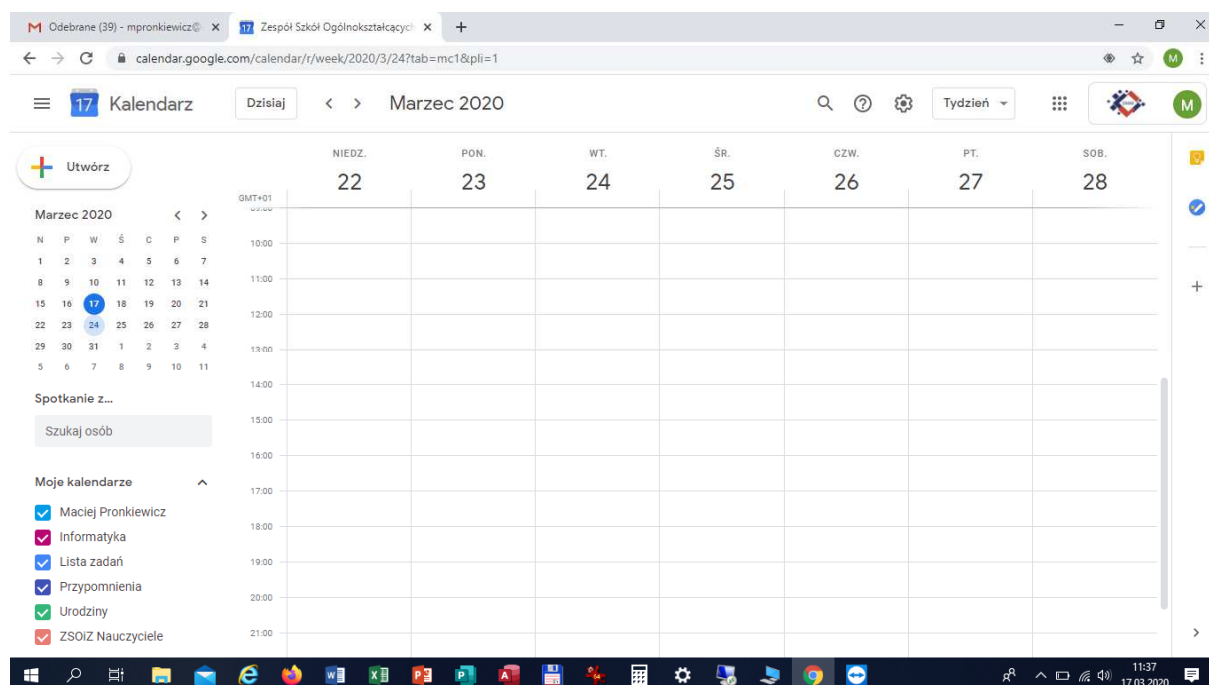 Odebrane (39) - mpronkiewicz@
Zespół Szkół Ogólnokształcących
calendar.google.com/calendar/r/week/2020/3/24?tab=mc1&pli=1
M
17 Kalendarz Dzisiaj Marzec 2020 Tydzień M
Utwórz
NIEDZ. PON. WT. ŚR. CZW. PT. SOB.
22 23 24 25 26 27 28
GMT+01
Marzec 2020
N P W Ś C P S
1 2 3 4 5 6 7
8 9 10 11 12 13 14
15 16 17 18 19 20 21
22 23 24 25 26 27 28
29 30 31 1 2 3 4
5 6 7 8 9 10 11
Spotkanie z...
Szukaj osób
Moje kalendarze
Maciej Pronkiewicz
Informatyka
Lista zadań
Przypomnienia
Urodziny
ZSOiZ Nauczyciele
09:00
10:00
11:00
12:00
13:00
14:00
15:00
16:00
17:00
18:00
19:00
20:00
21:00
11:37
17.03.2020